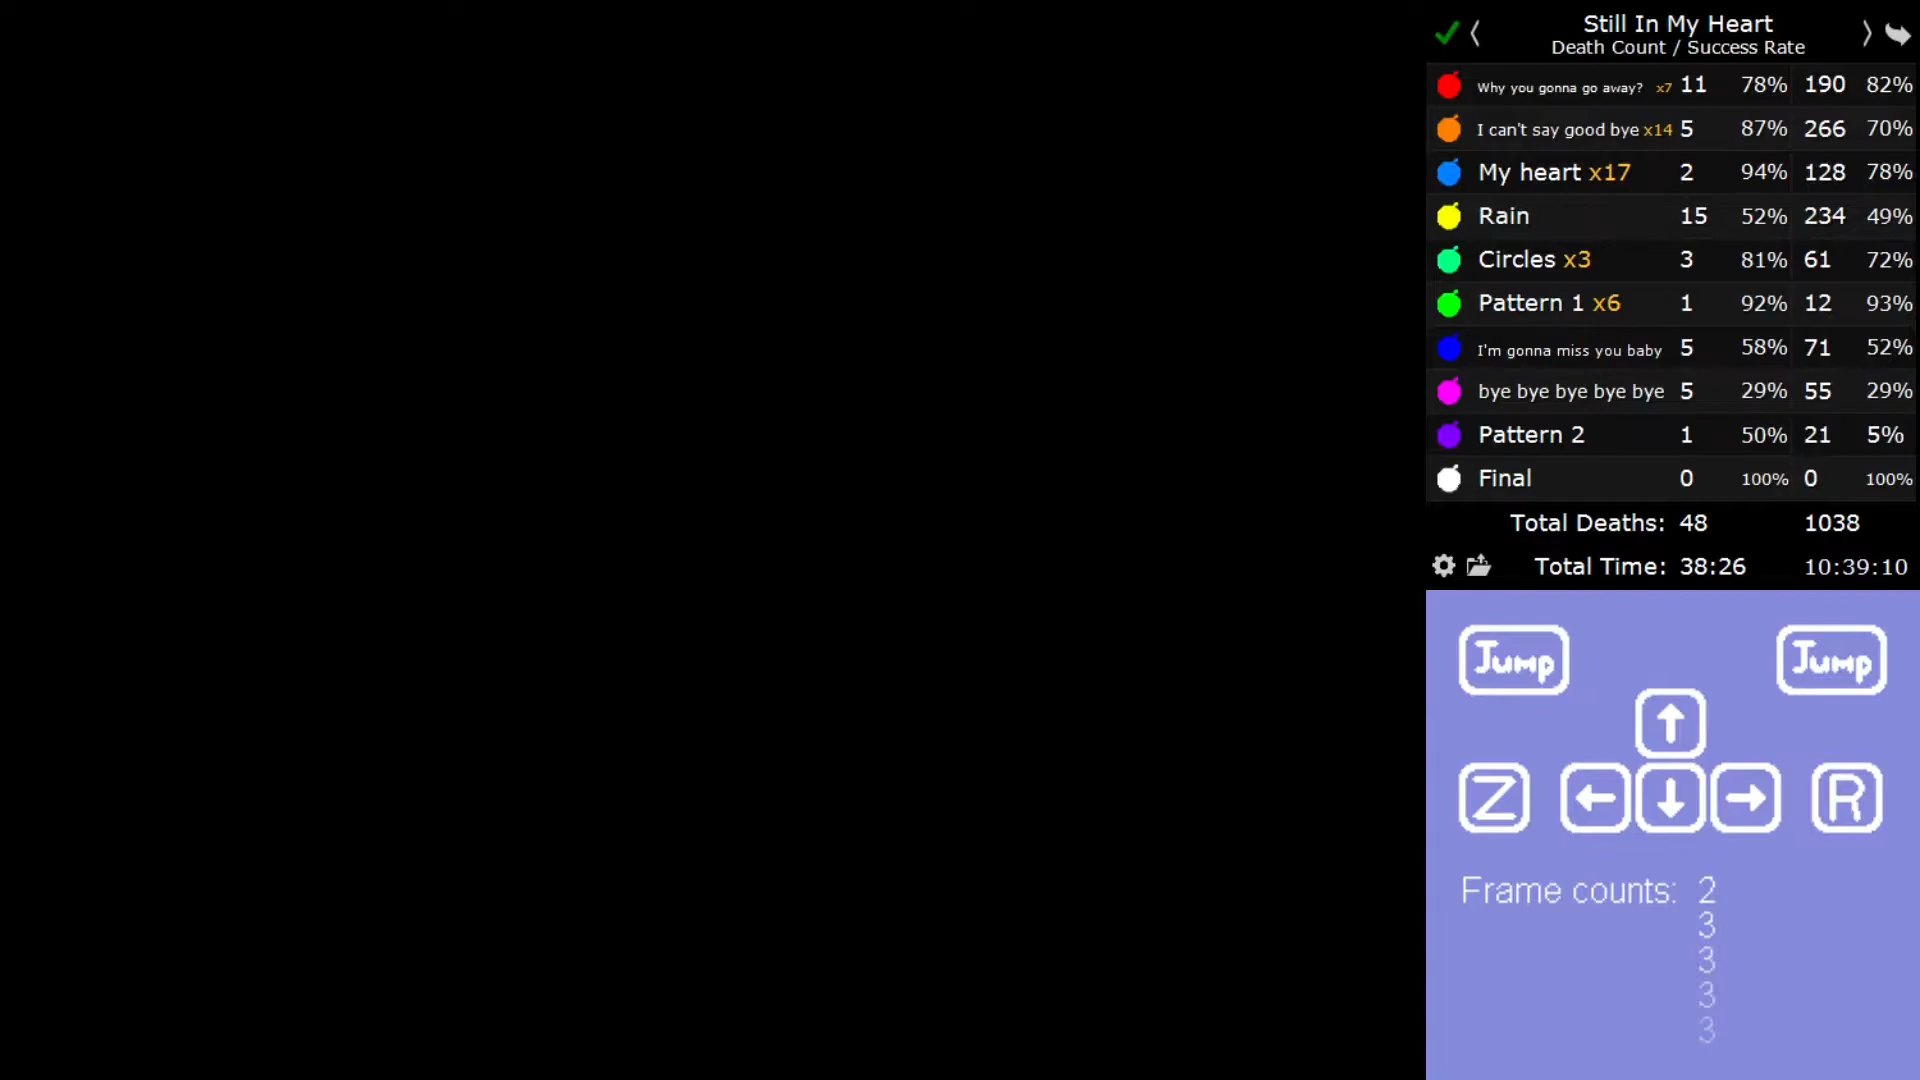 Still In My Heart
Death Count / Success Rate
Why you gonna go away? x7 11 78% 190 82%
I can't say good bye x14 5 87% 266 70%
My heart x17 2 94% 128 78%
Rain 15 52% 234 49%
Circles x3 3 81% 61 72%
Pattern 1 x6 1 92% 12 93%
I'm gonna miss you baby 5 58% 71 52%
bye bye bye bye bye 5 29% 55 29%
Pattern 2 1 50% 21 5%
Final 0 100% 0 100%
Total Deaths: 48 1038
Total Time: 38:26 10:39:10
Jump Jump
↑
Z ← ↓ → R
Frame counts: 2
3
3
3
3